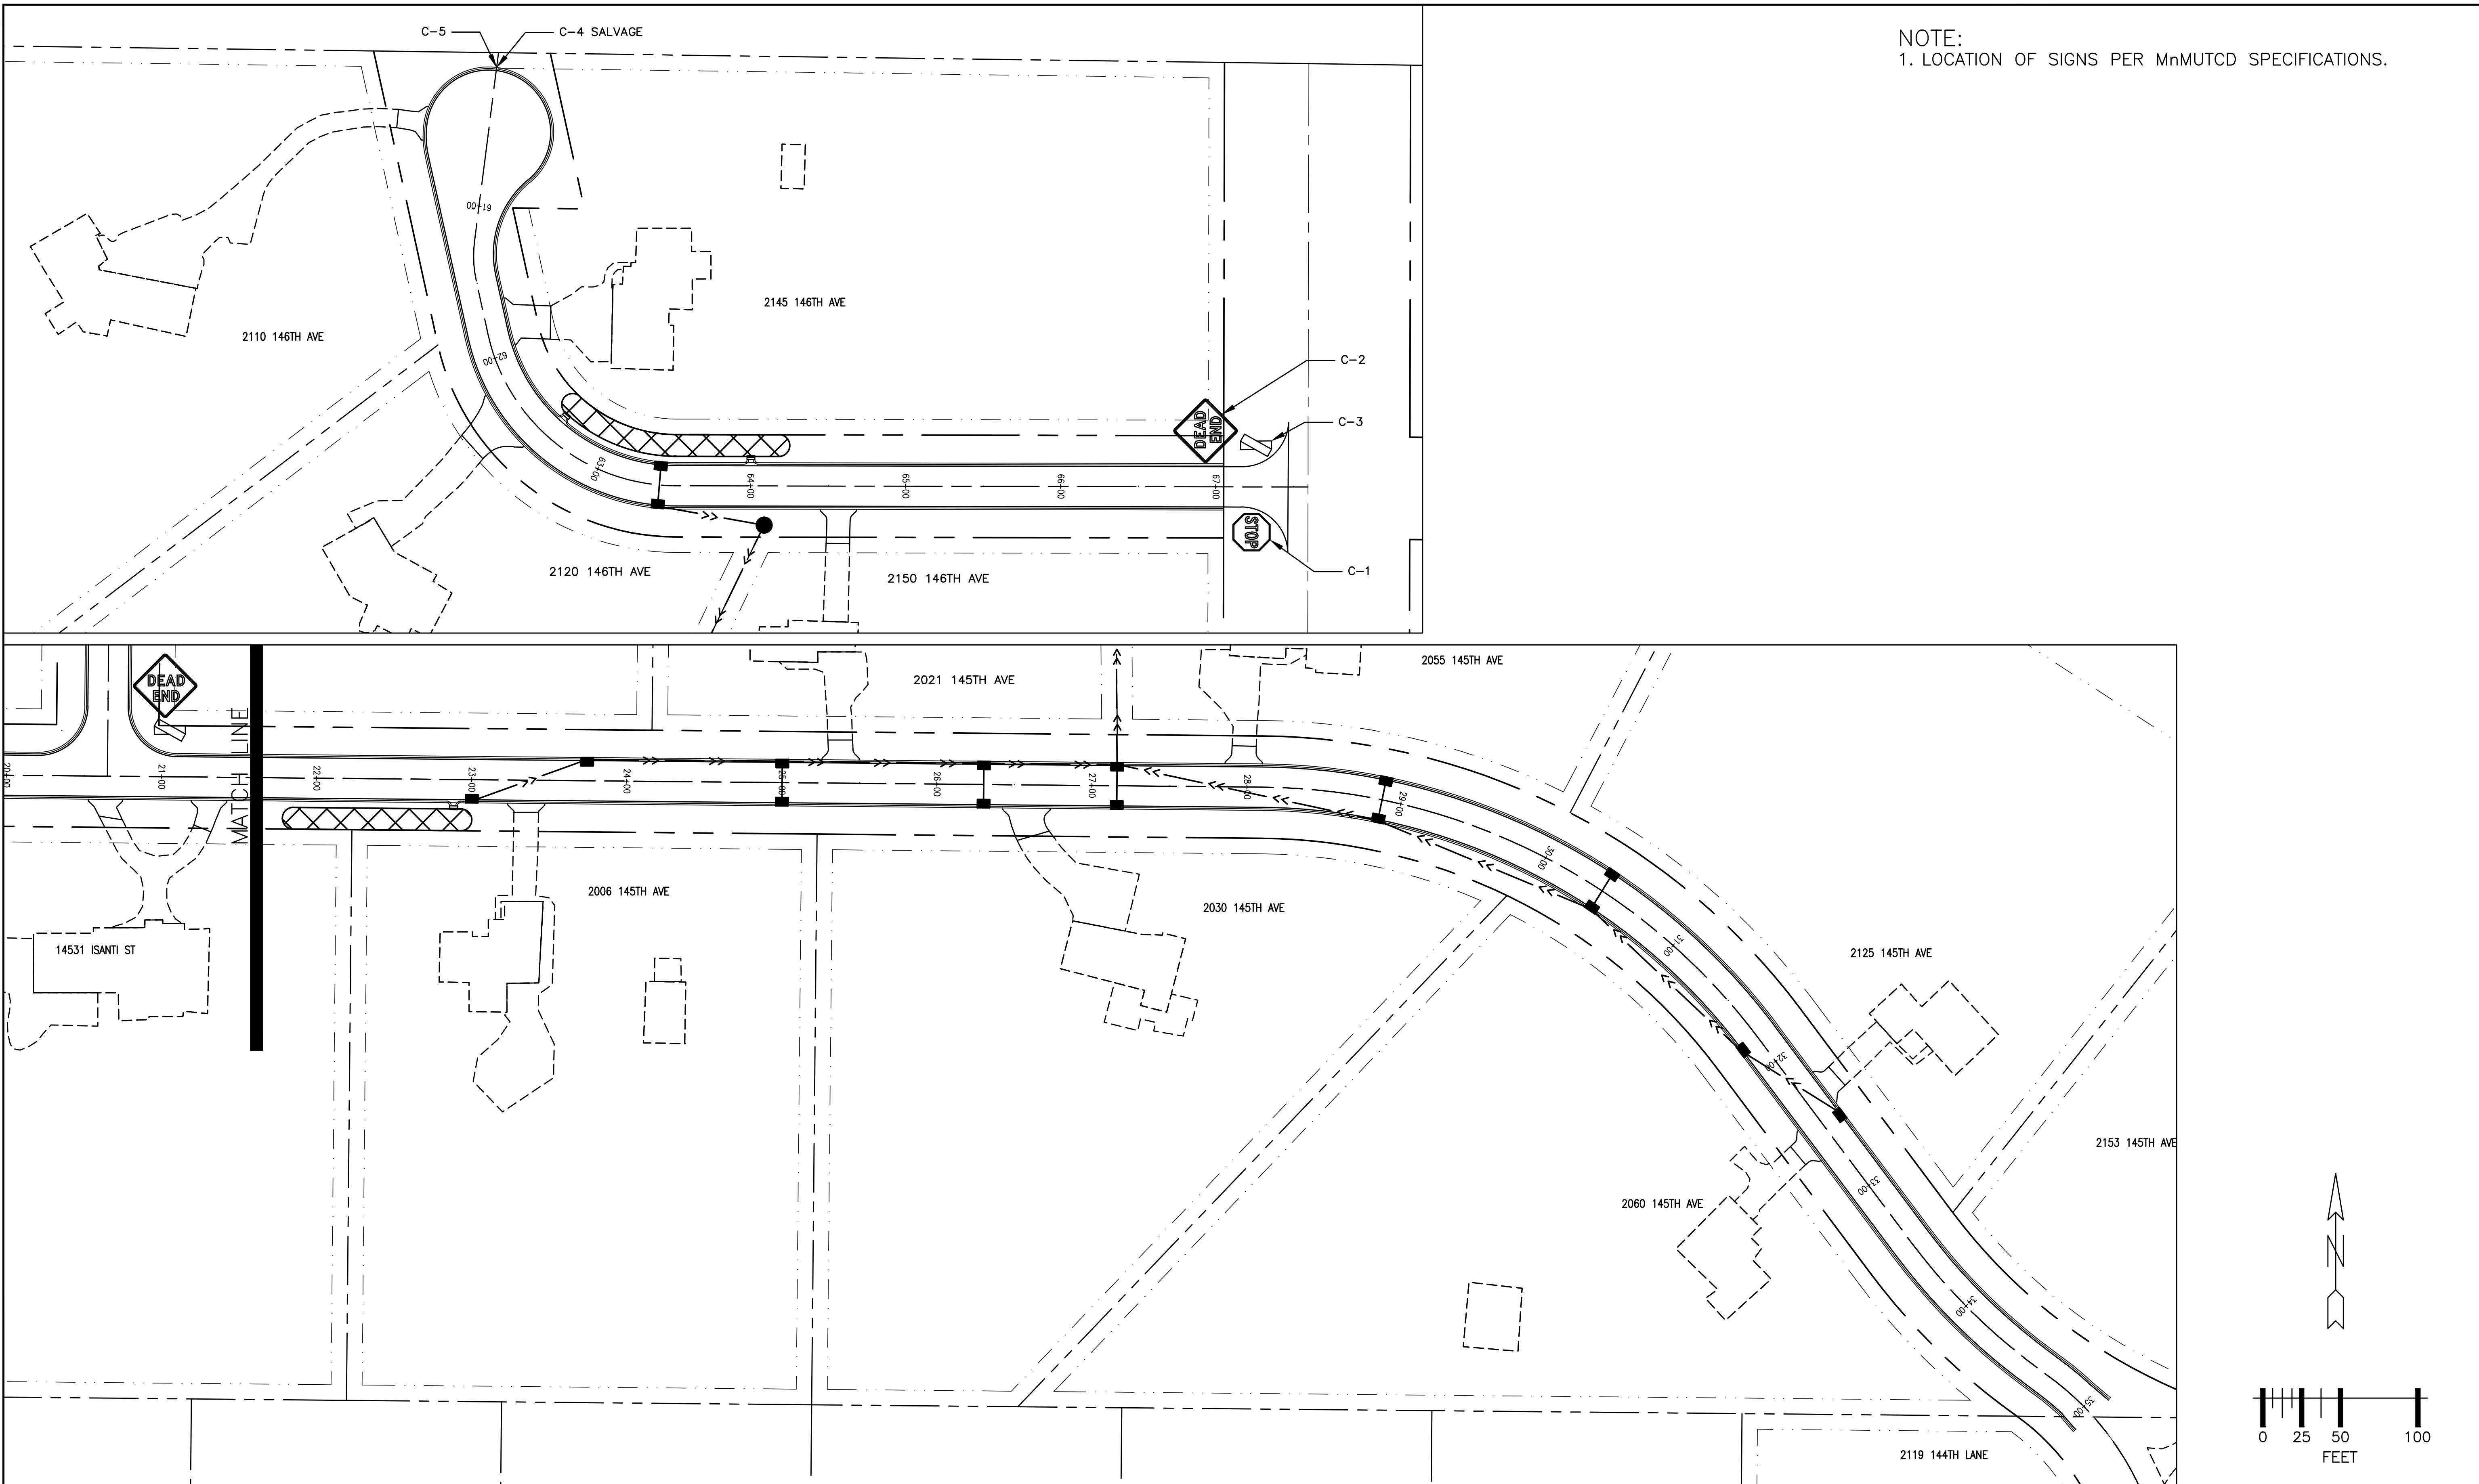 C-5
C-4 SALVAGE
NOTE:
1. LOCATION OF SIGNS PER MnMUTCD SPECIFICATIONS.
61+00
2145 146TH AVE
2110 146TH AVE
62+00
C-2
DEAD
END
C-3
63+00
64+00
65+00
66+00
67+00
STOP
C-1
2120 146TH AVE
2150 146TH AVE
DEAD
END
MATCH LINE
2021 145TH AVE
2055 145TH AVE
20+00
21+00
22+00
23+00
24+00
25+00
26+00
27+00
28+00
29+00
30+00
31+00
32+00
33+00
34+00
35+00
2006 145TH AVE
2030 145TH AVE
14531 ISANTI ST
2125 145TH AVE
2153 145TH AVE
2060 145TH AVE
2119 144TH LANE
N
0 25 50 100
FEET